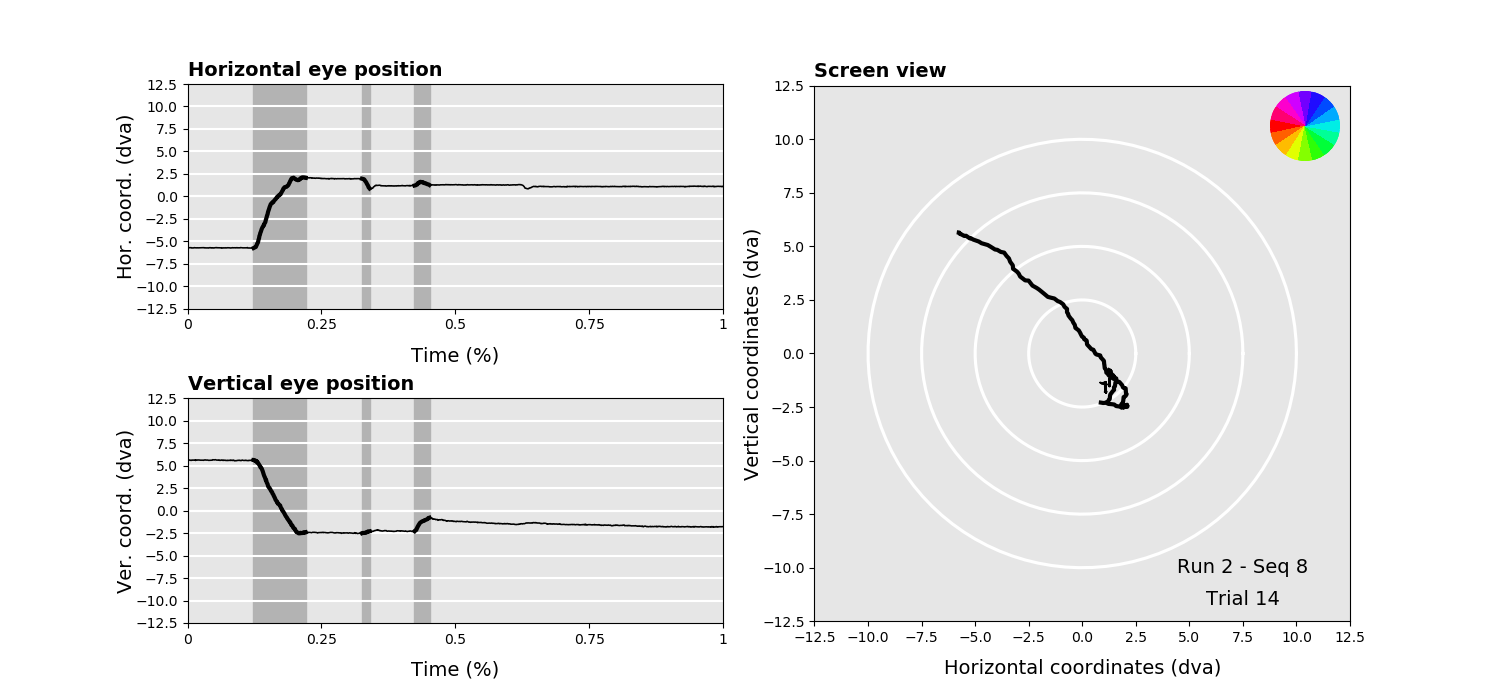 Horizontal eye position
Hor. coord. (dva)
12.5
10.0
7.5
5.0
2.5
0.0
−2.5
−5.0
−7.5
−10.0
−12.5
0 0.25 0.5 0.75 1
Time (%)
Vertical eye position
Ver. coord. (dva)
12.5
10.0
7.5
5.0
2.5
0.0
−2.5
−5.0
−7.5
−10.0
−12.5
0 0.25 0.5 0.75 1
Time (%)
Screen view
Vertical coordinates (dva)
12.5
10.0
7.5
5.0
2.5
0.0
−2.5
−5.0
−7.5
−10.0
−12.5
Run 2 - Seq 8
Trial 14
−12.5 −10.0 −7.5 −5.0 −2.5 0.0 2.5 5.0 7.5 10.0 12.5
Horizontal coordinates (dva)